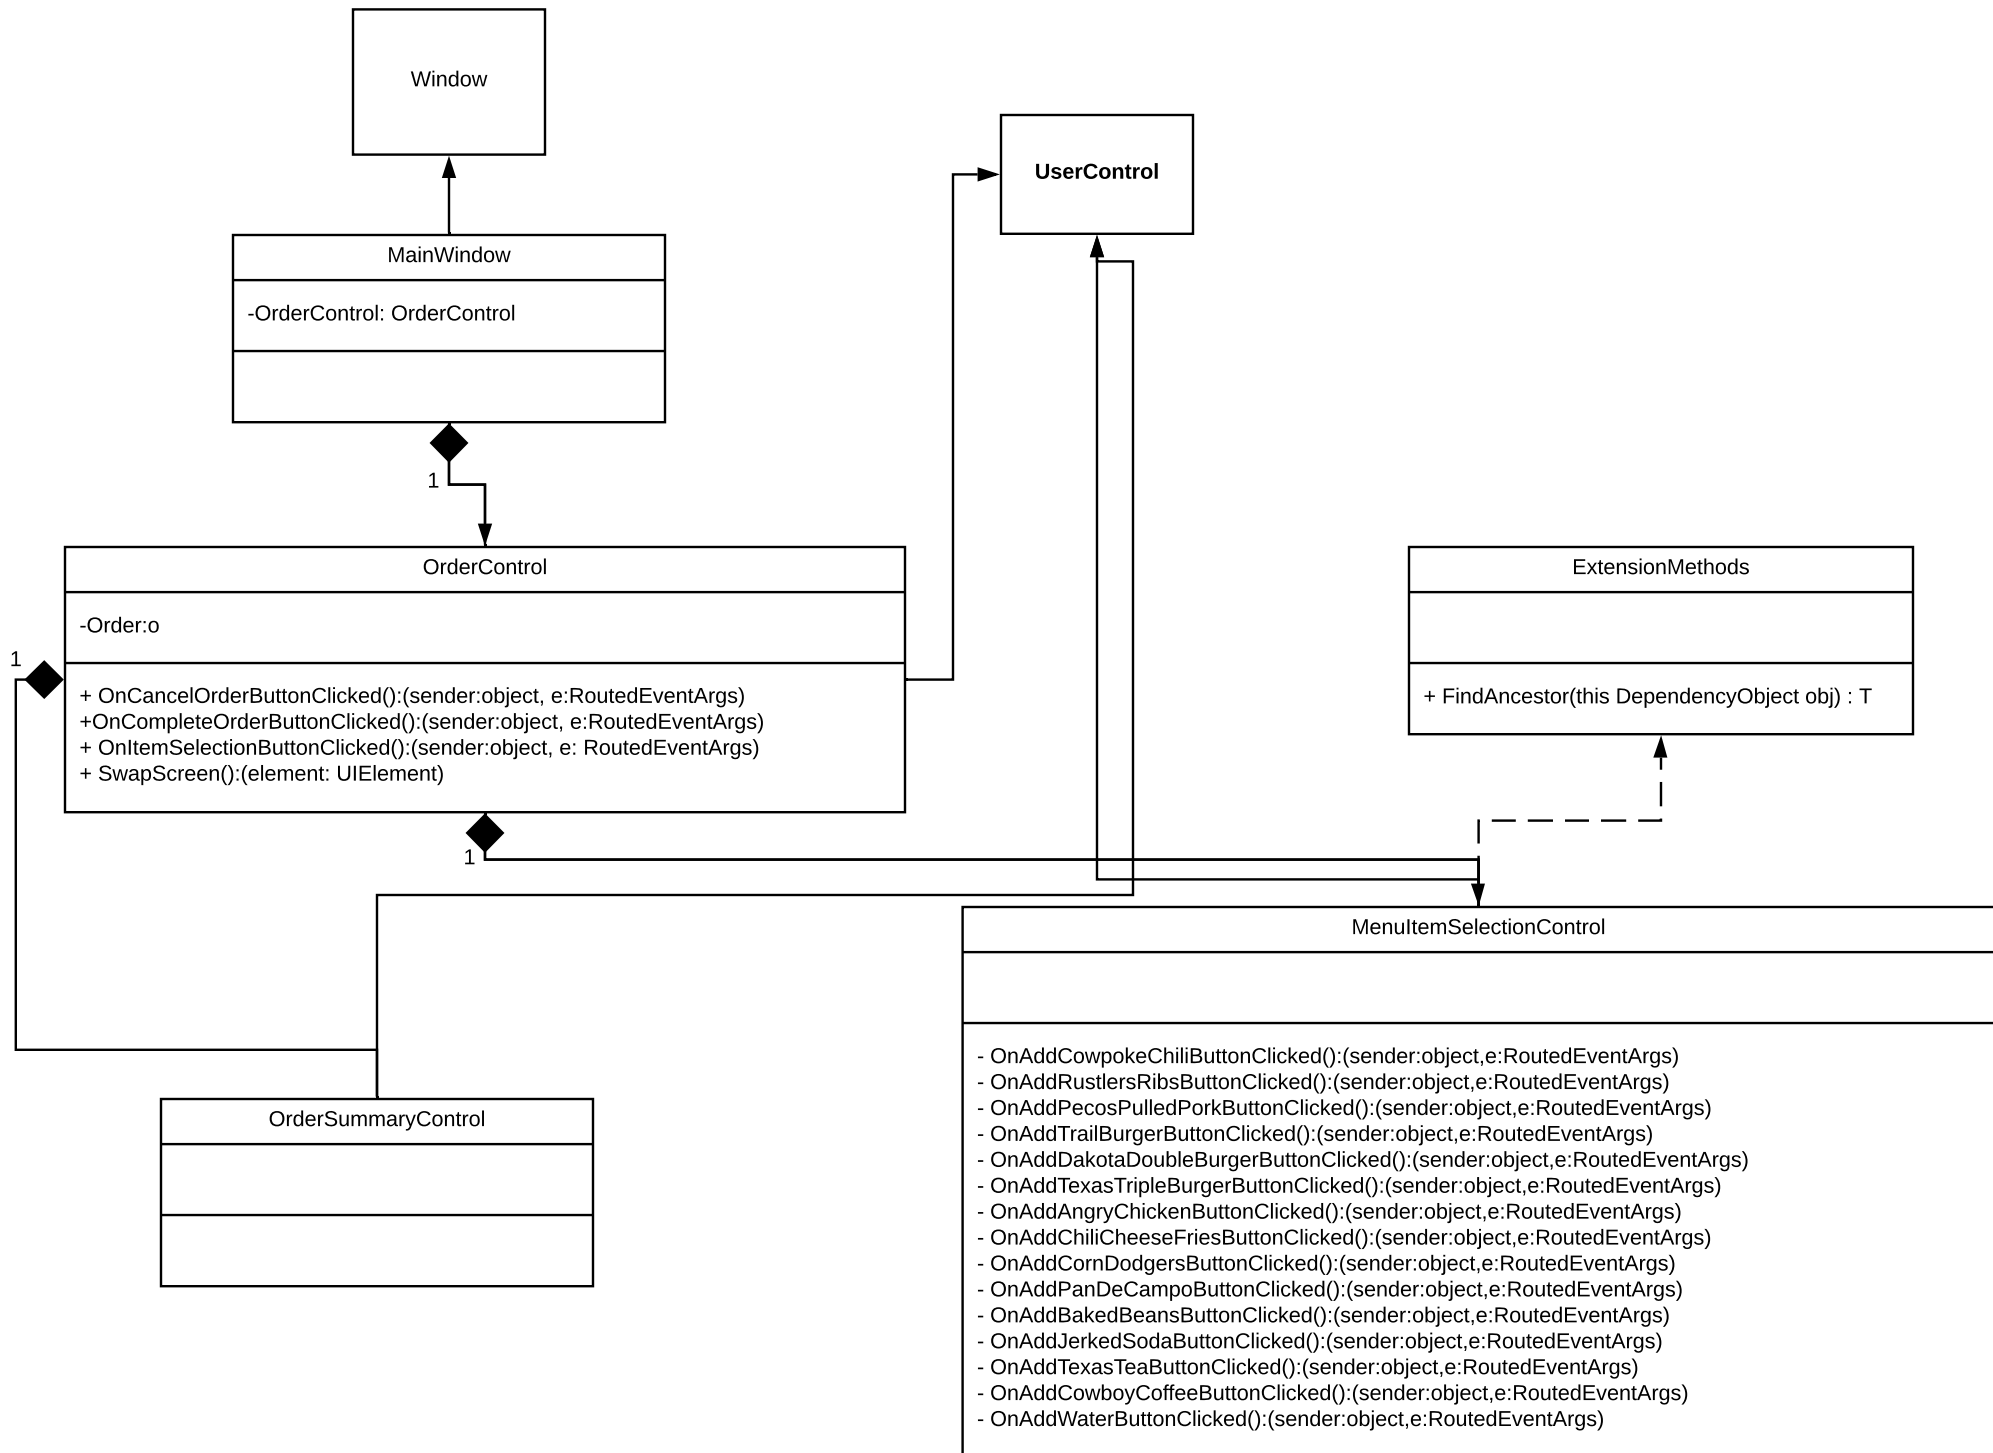 Window
UserControl
MainWindow
-OrderControl: OrderControl
1
OrderControl
-Order:o
1
+ OnCancelOrderButtonClicked():(sender:object, e:RoutedEventArgs)
+OnCompleteOrderButtonClicked():(sender:object, e:RoutedEventArgs)
+ OnItemSelectionButtonClicked():(sender:object, e: RoutedEventArgs)
+ SwapScreen():(element: UIElement)
1
ExtensionMethods
+ FindAncestor(this DependencyObject obj) : T
MenuItemSelectionControl
- OnAddCowpokeChiliButtonClicked():(sender:object,e:RoutedEventArgs)
- OnAddRustlersRibsButtonClicked():(sender:object,e:RoutedEventArgs)
- OnAddPecosPulledPorkButtonClicked():(sender:object,e:RoutedEventArgs)
- OnAddTrailBurgerButtonClicked():(sender:object,e:RoutedEventArgs)
- OnAddDakotaDoubleBurgerButtonClicked():(sender:object,e:RoutedEventArgs)
- OnAddTexasTripleBurgerButtonClicked():(sender:object,e:RoutedEventArgs)
- OnAddAngryChickenButtonClicked():(sender:object,e:RoutedEventArgs)
- OnAddChiliCheeseFriesButtonClicked():(sender:object,e:RoutedEventArgs)
- OnAddCornDodgersButtonClicked():(sender:object,e:RoutedEventArgs)
- OnAddPanDeCampoButtonClicked():(sender:object,e:RoutedEventArgs)
- OnAddBakedBeansButtonClicked():(sender:object,e:RoutedEventArgs)
- OnAddJerkedSodaButtonClicked():(sender:object,e:RoutedEventArgs)
- OnAddTexasTeaButtonClicked():(sender:object,e:RoutedEventArgs)
- OnAddCowboyCoffeeButtonClicked():(sender:object,e:RoutedEventArgs)
- OnAddWaterButtonClicked():(sender:object,e:RoutedEventArgs)
OrderSummaryControl